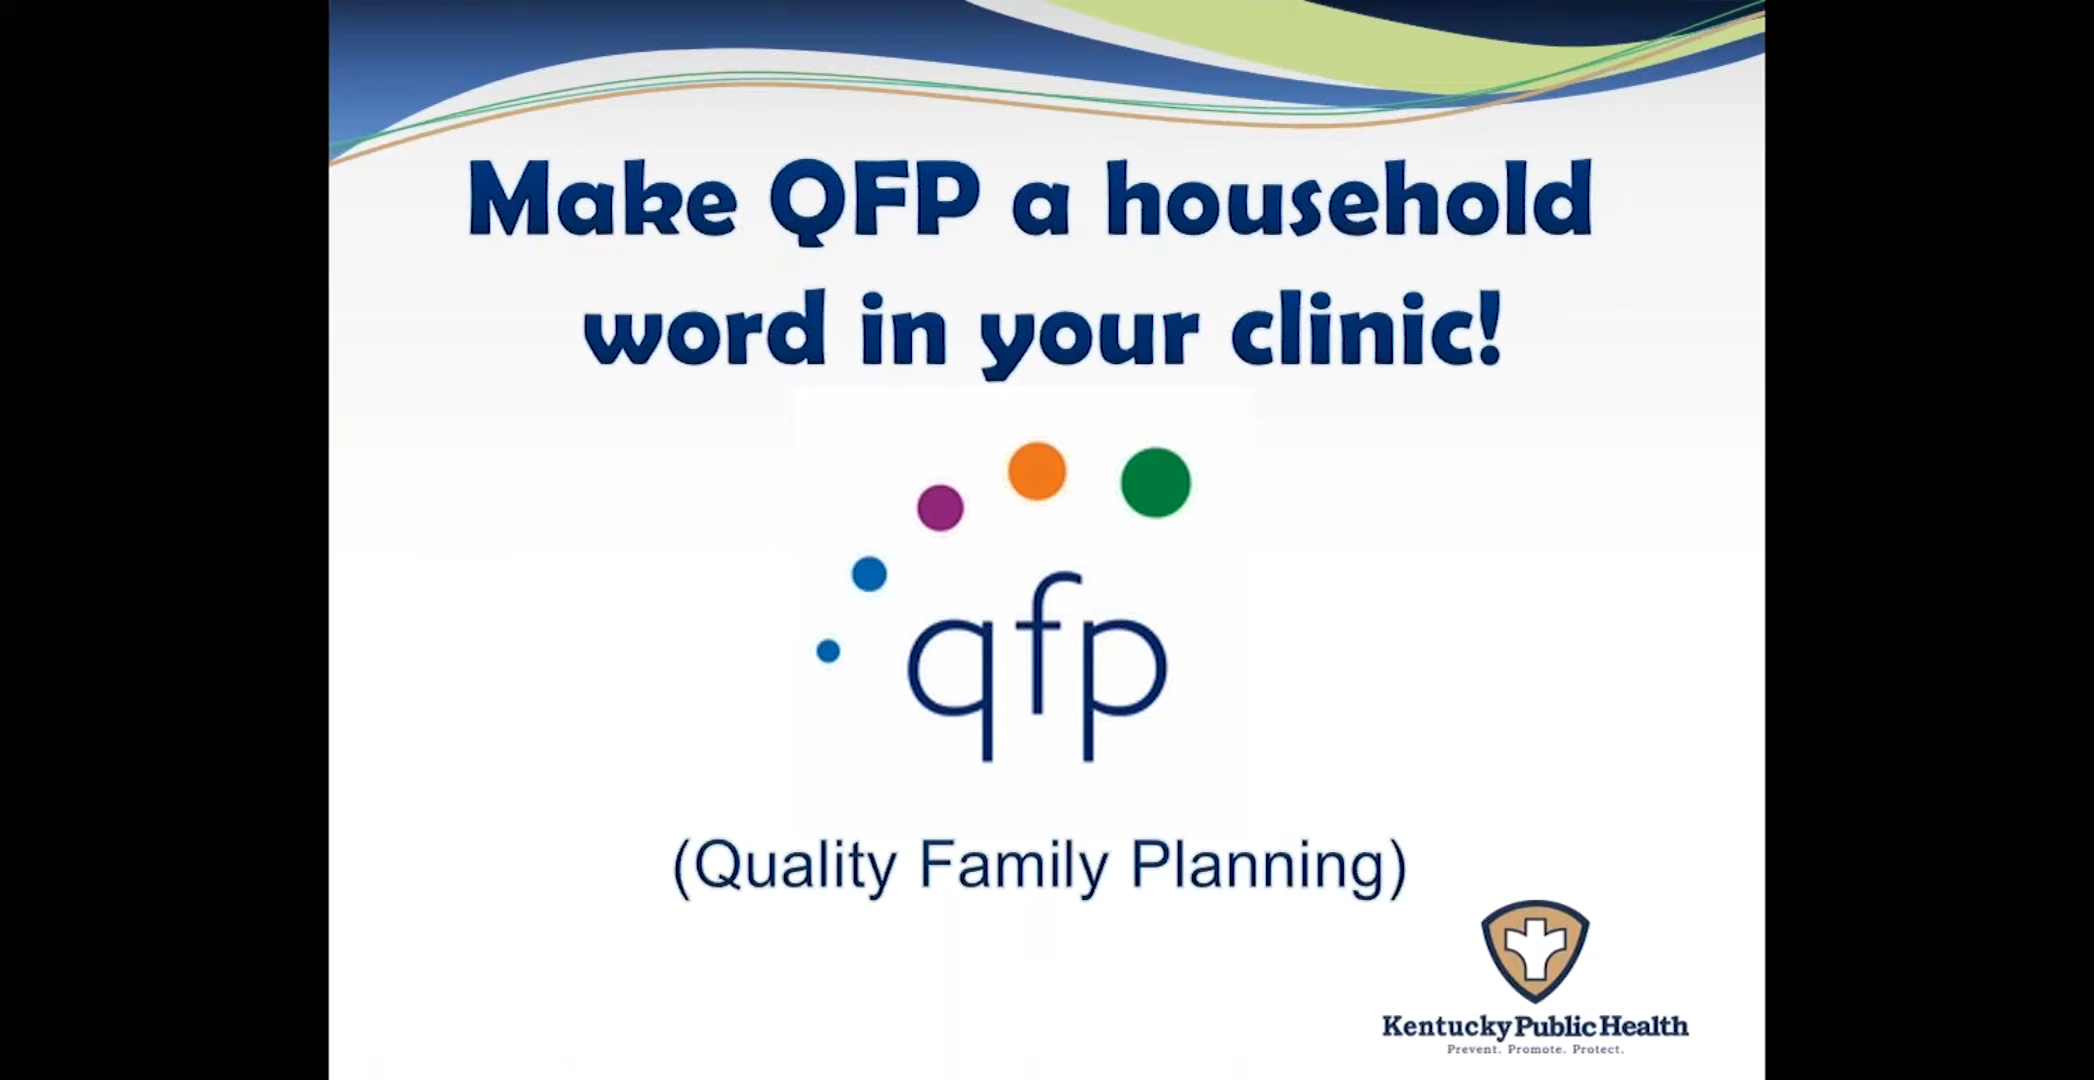 Make QFP a household
word in your clinic!
qfp
(Quality Family Planning)
Kentucky Public Health
Prevent. Promote. Protect.